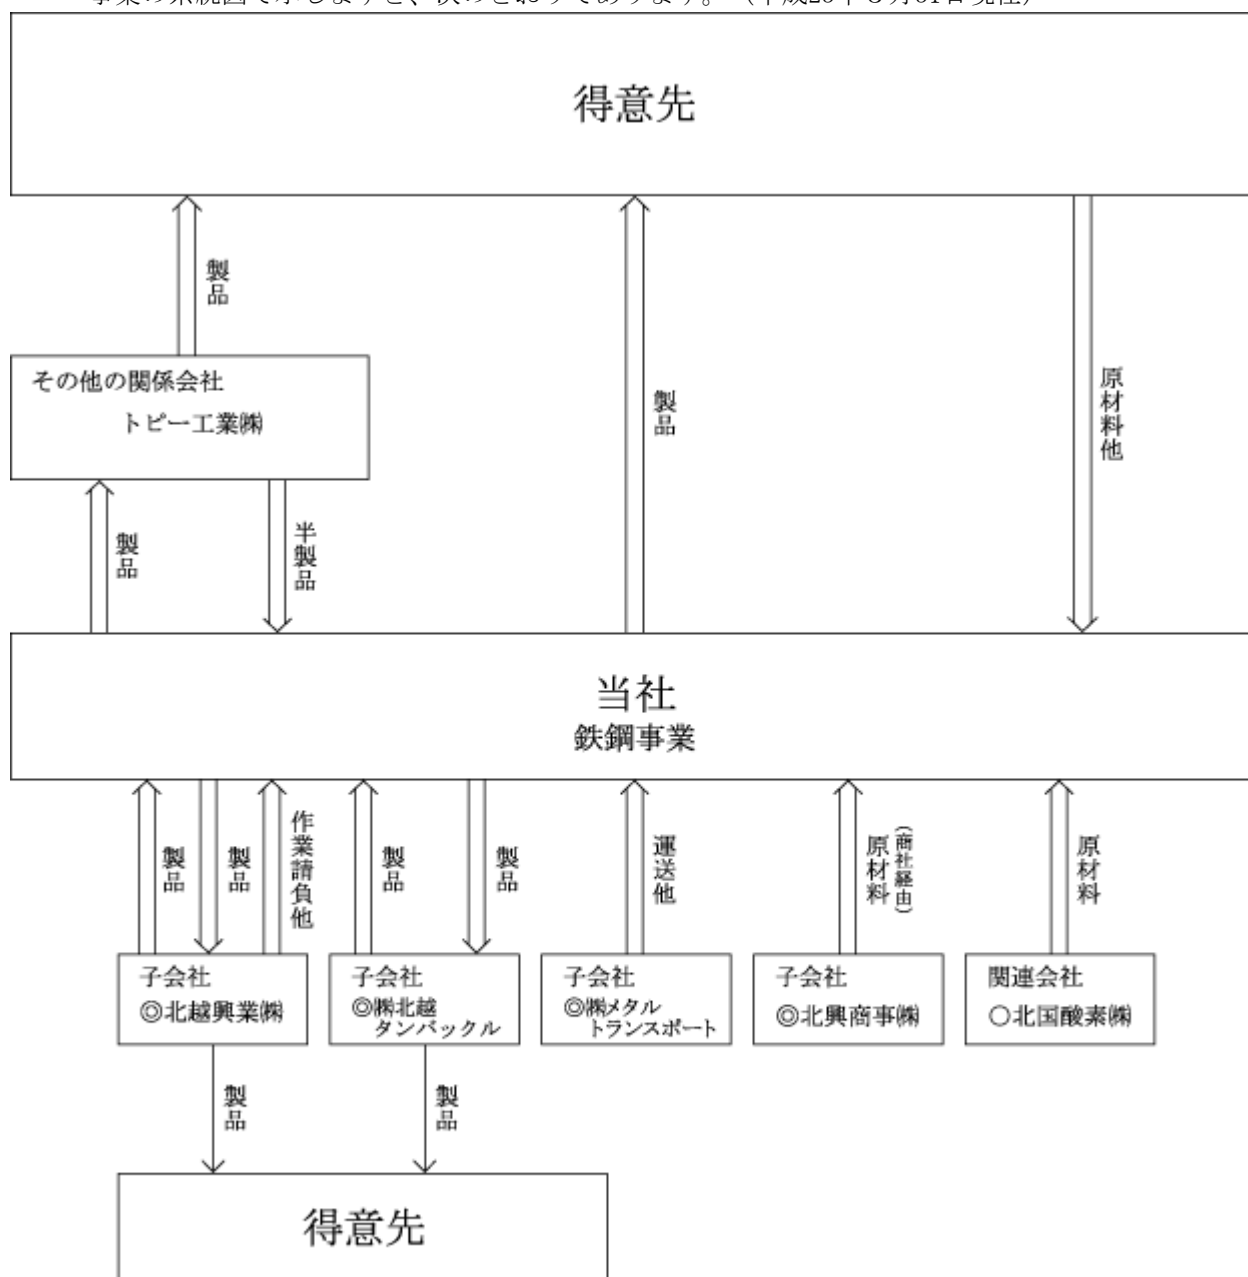 得意先
製品
その他の関係会社
トピー工業㈱
製品
原材料他
製品
半製品
当社
鉄鋼事業
製品
製品
作業請負他
製品
製品
運送他
原材料
(商社経由)
原材料
子会社
◎北越興業㈱
子会社
◎㈱北越
タンバックル
子会社
◎㈱メタル
トランスポート
子会社
◎北興商事㈱
関連会社
○北国酸素㈱
製品
製品
得意先